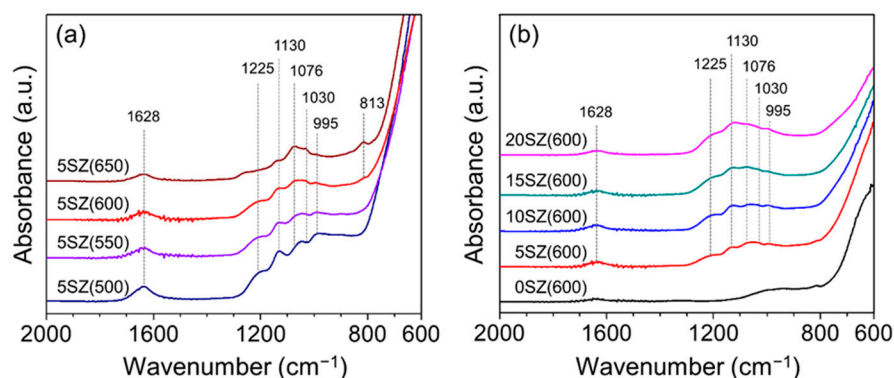 (a)
1130
1225
1076
1030
1628
995
813
5SZ(650)
5SZ(600)
5SZ(550)
5SZ(500)
Absorbance (a.u.)
2000 1600 1200 800 600
Wavenumber (cm−1)
(b)
1130
1225
1076
1030
1628
995
20SZ(600)
15SZ(600)
10SZ(600)
5SZ(600)
0SZ(600)
Absorbance (a.u.)
2000 1600 1200 800 600
Wavenumber (cm−1)